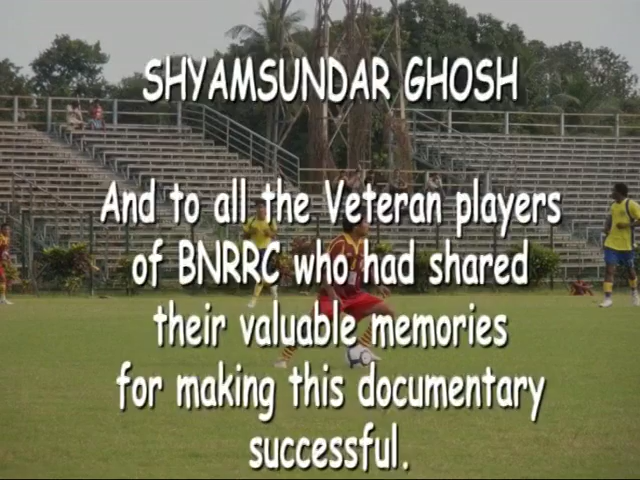 SHYAMSUNDAR GHOSH
And to all the Veteran players
of BNRRC who had shared
their valuable memories
for making this documentary
successful.